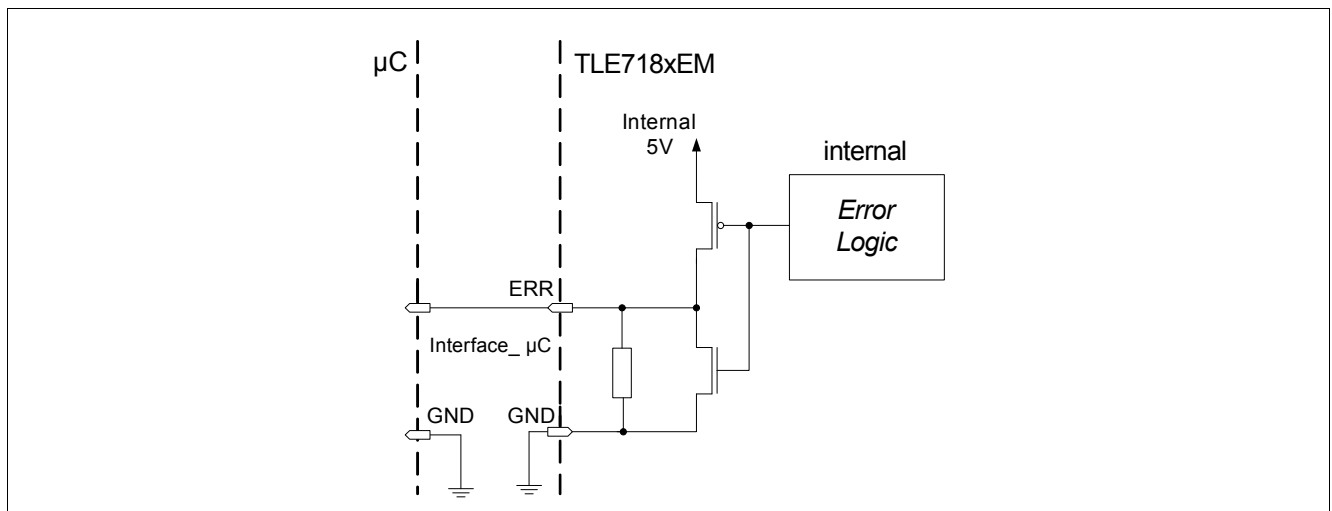 µC
TLE718xEM
Internal
5V
internal
Error
Logic
ERR
Interface_ µC
GND
GND